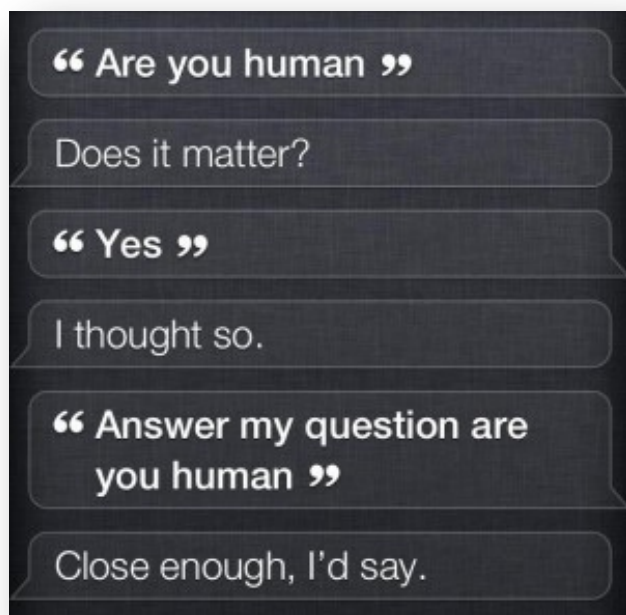 “ Are you human ”
Does it matter?
“ Yes ”
I thought so.
“ Answer my question are
you human ”
Close enough, I’d say.